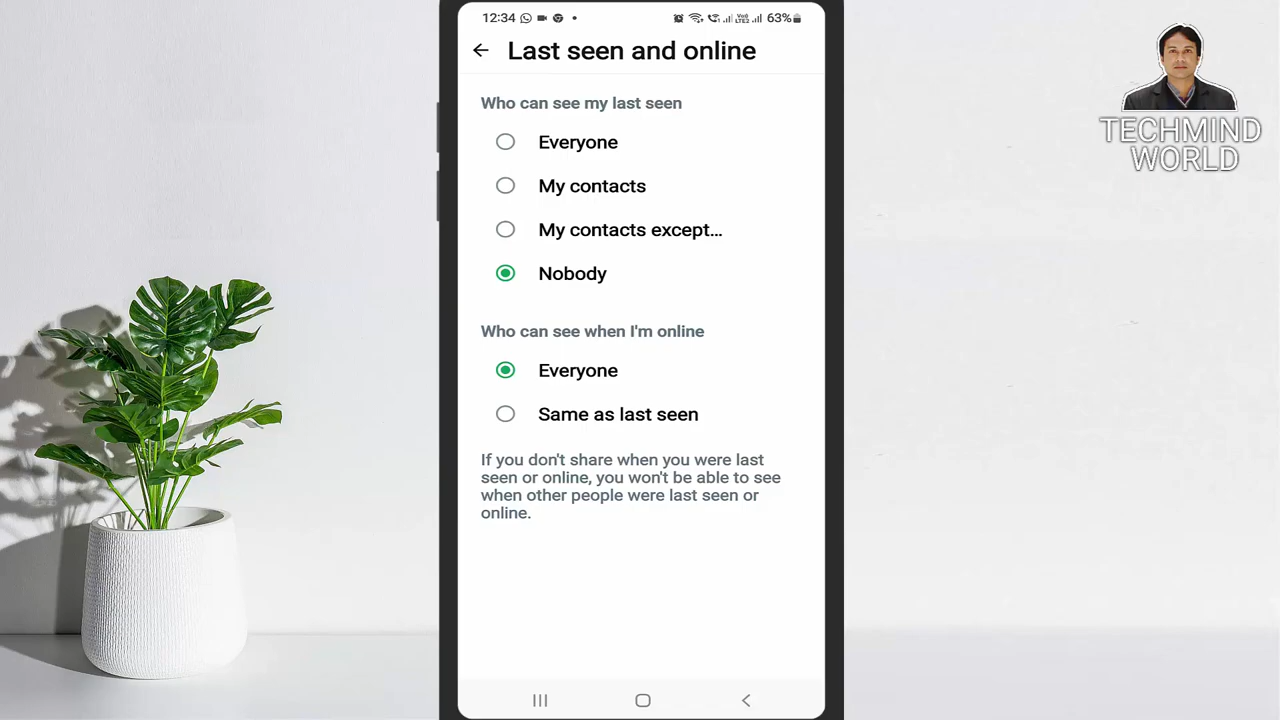 12:34 63%
Last seen and online
Who can see my last seen
Everyone
My contacts
My contacts except...
Nobody
Who can see when I'm online
Everyone
Same as last seen
If you don't share when you were last
seen or online, you won't be able to see
when other people were last seen or
online.
TECHMIND
WORLD